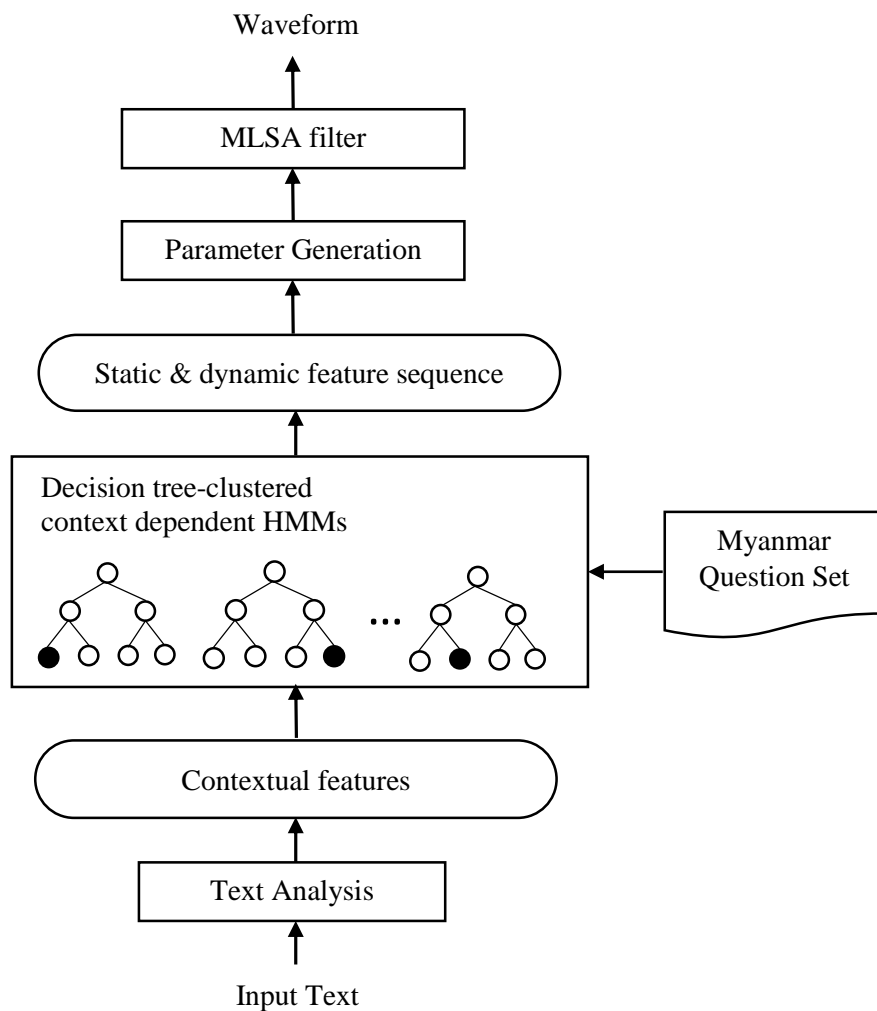 Waveform
MLSA filter
Parameter Generation
Static & dynamic feature sequence
Decision tree-clustered
context dependent HMMs
Myanmar
Question Set
...
Contextual features
Text Analysis
Input Text